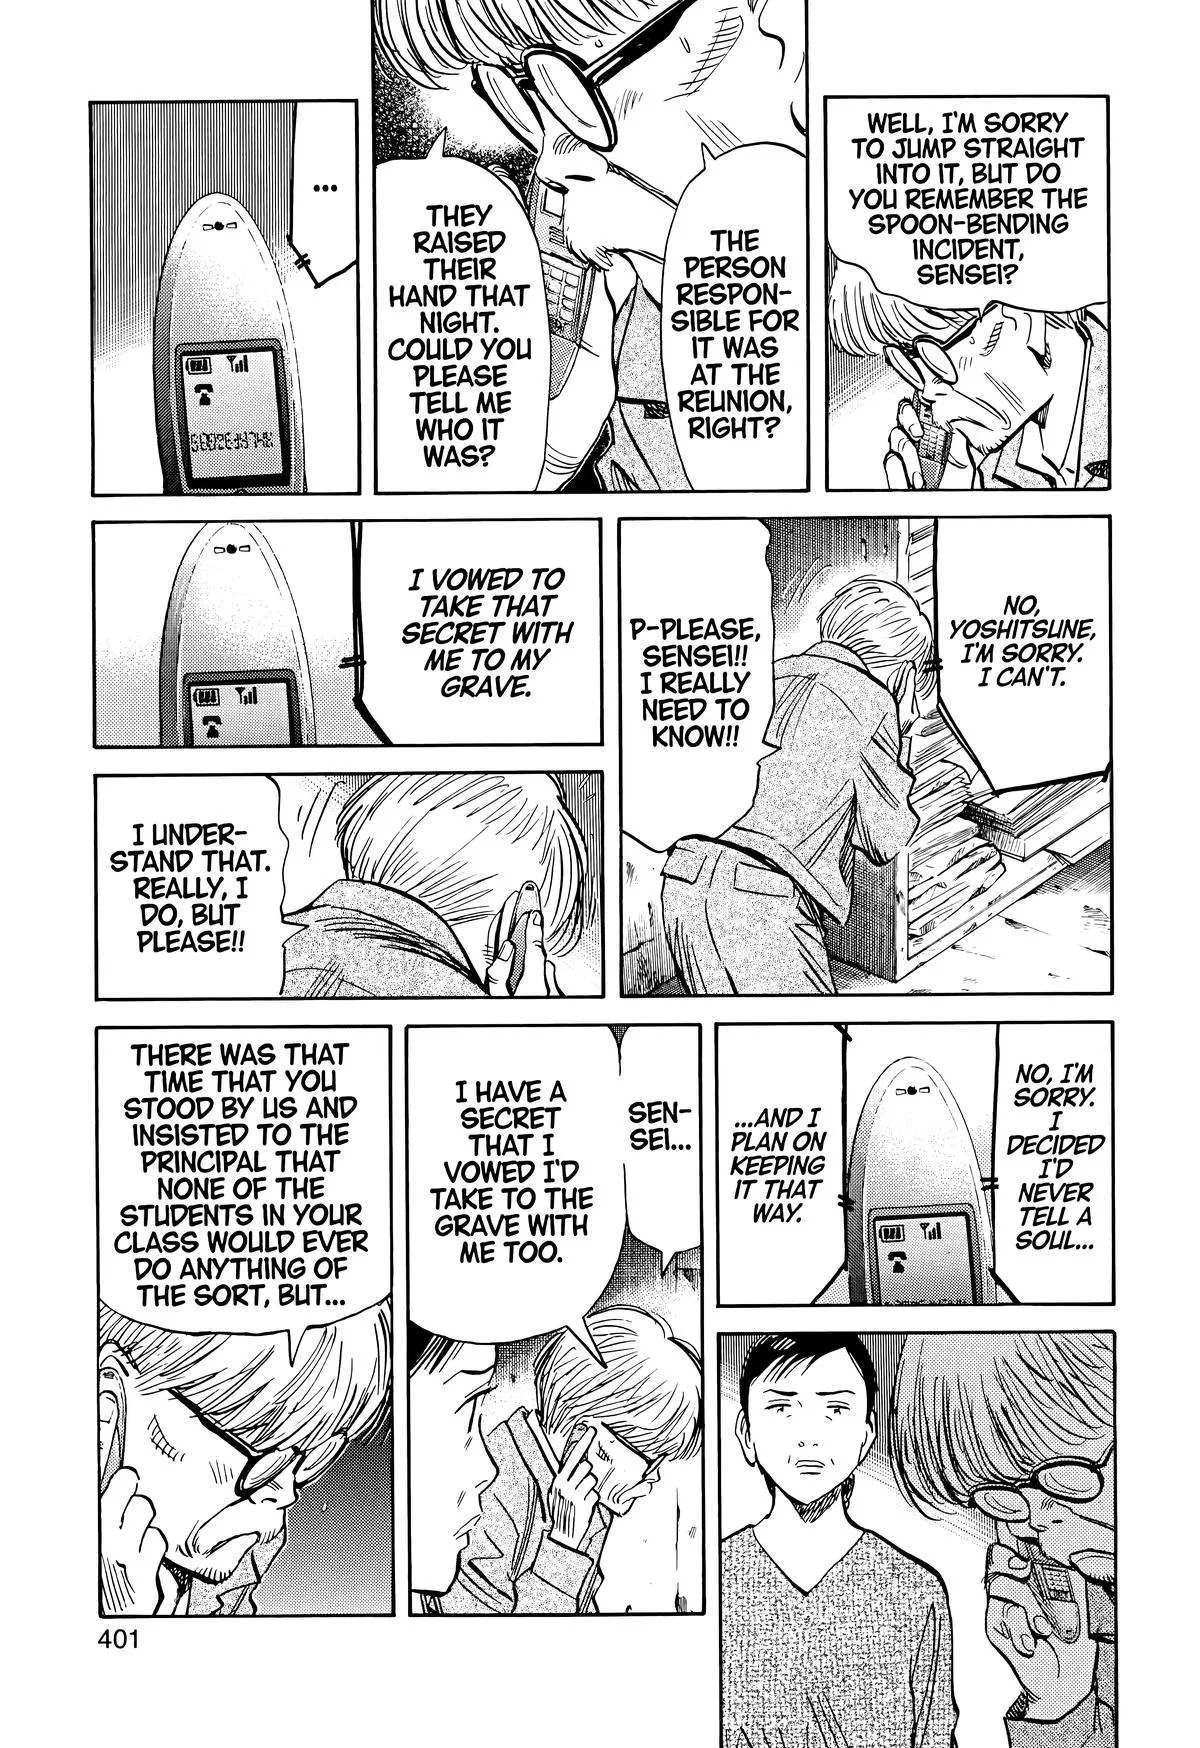 WELL, I'M SORRY
TO JUMP STRAIGHT
INTO IT, BUT DO
YOU REMEMBER THE
SPOON-BENDING
INCIDENT,
SENSEI?
THE
PERSON
RESPON-
SIBLE FOR
IT WAS
AT THE
REUNION,
RIGHT?
THEY
RAISED
THEIR
HAND THAT
NIGHT.
COULD YOU
PLEASE
TELL ME
WHO IT
WAS?
...
NO,
YOSHITSUNE,
I'M SORRY.
I CAN'T.
P-PLEASE,
SENSEI!!
I REALLY
NEED TO
KNOW!!
I VOWED TO
TAKE THAT
SECRET WITH
ME TO MY
GRAVE.
I UNDER-
STAND THAT.
REALLY, I
DO, BUT
PLEASE!!
NO, I'M
SORRY.
I
DECIDED
I'D
NEVER
TELL A
SOUL...
...AND I
PLAN ON
KEEPING
IT THAT
WAY.
SEN-
SEI...
I HAVE A
SECRET
THAT I
VOWED I'D
TAKE TO THE
GRAVE WITH
ME TOO.
THERE WAS THAT
TIME THAT YOU
STOOD BY US AND
INSISTED TO THE
PRINCIPAL THAT
NONE OF THE
STUDENTS IN YOUR
CLASS WOULD EVER
DO ANYTHING OF
THE SORT, BUT...
401